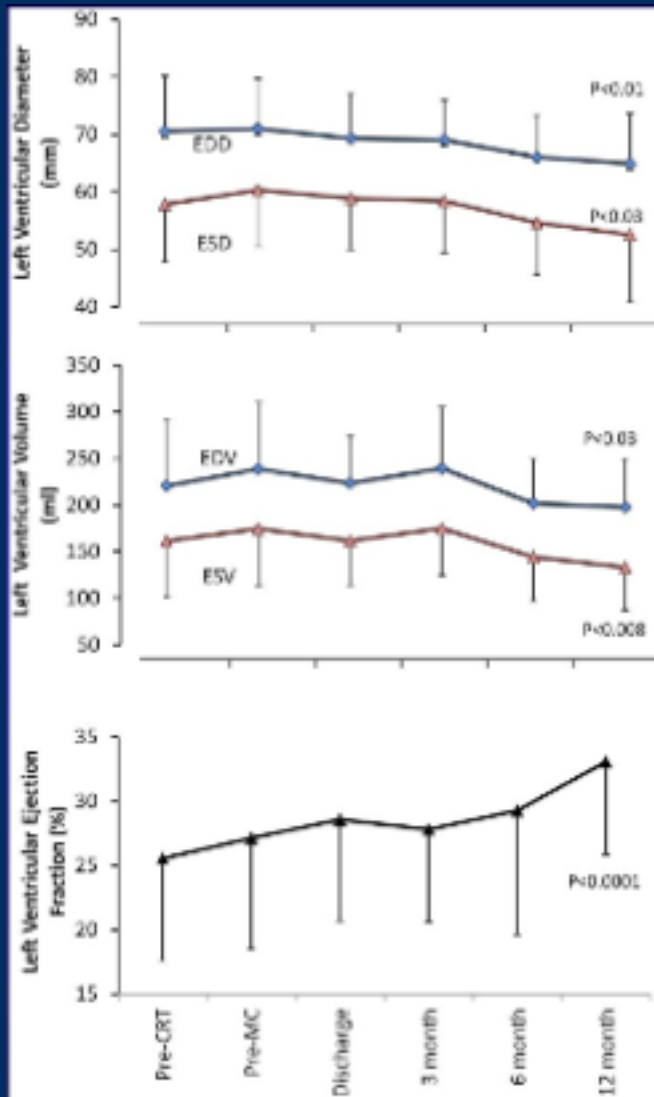 Left Ventricular Diameter
(mm)
90
80
70
60
50
40
EDD
ESD
P<0.01
P<0.03
Left Ventricular Volume
(ml)
350
300
250
200
150
100
50
EDV
ESV
P<0.03
P<0.008
Left Ventricular Ejection
Fraction (%)
35
30
25
20
15
P<0.0001
Pre-CRT
Pre-MC
Discharge
3 month
6 month
12 month